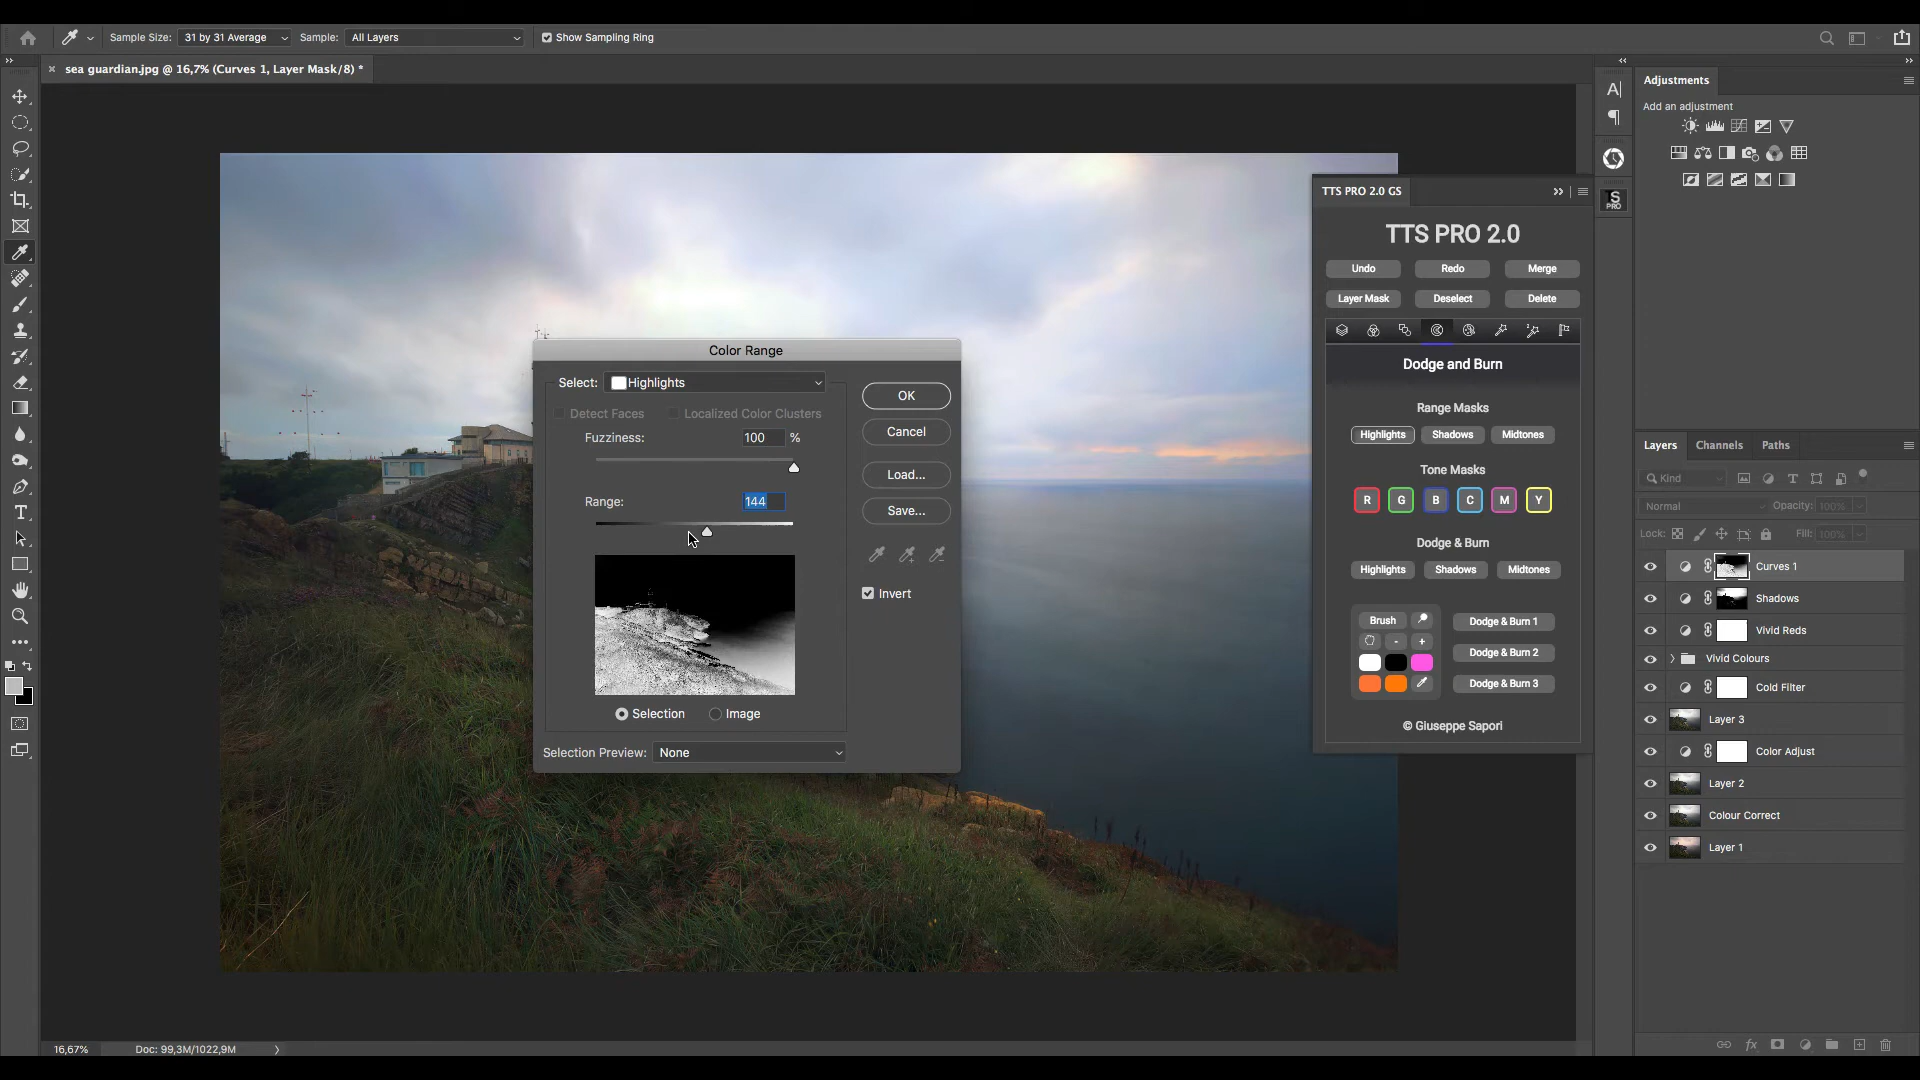 Sample Size: 31 by 31 Average Sample: All Layers Show Sampling Ring
sea guardian.jpg @ 16,7% (Curves 1, Layer Mask/8) *
Adjustments
Add an adjustment
TTS PRO 2.0 GS
TS PRO
TTS PRO 2.0
Undo Redo Merge
Layer Mask Deselect Delete
Dodge and Burn
Range Masks
Highlights Shadows Midtones
Tone Masks
R G B C M Y
Dodge & Burn
Highlights Shadows Midtones
Brush Dodge & Burn 1
- +
Dodge & Burn 2
Dodge & Burn 3
© Giuseppe Sapori
Color Range
Select: Highlights
OK
Detect Faces Localized Color Clusters
Fuzziness: 100 %
Cancel
Load...
Range: 144
Save...
Invert
Selection Image
Selection Preview: None
Layers Channels Paths
Kind
Normal Opacity: 100%
Lock: Fill: 100%
Curves 1
Shadows
Vivid Reds
Vivid Colours
Cold Filter
Layer 3
Color Adjust
Layer 2
Colour Correct
Layer 1
fx
16,67% Doc: 99,3M/1022,9M